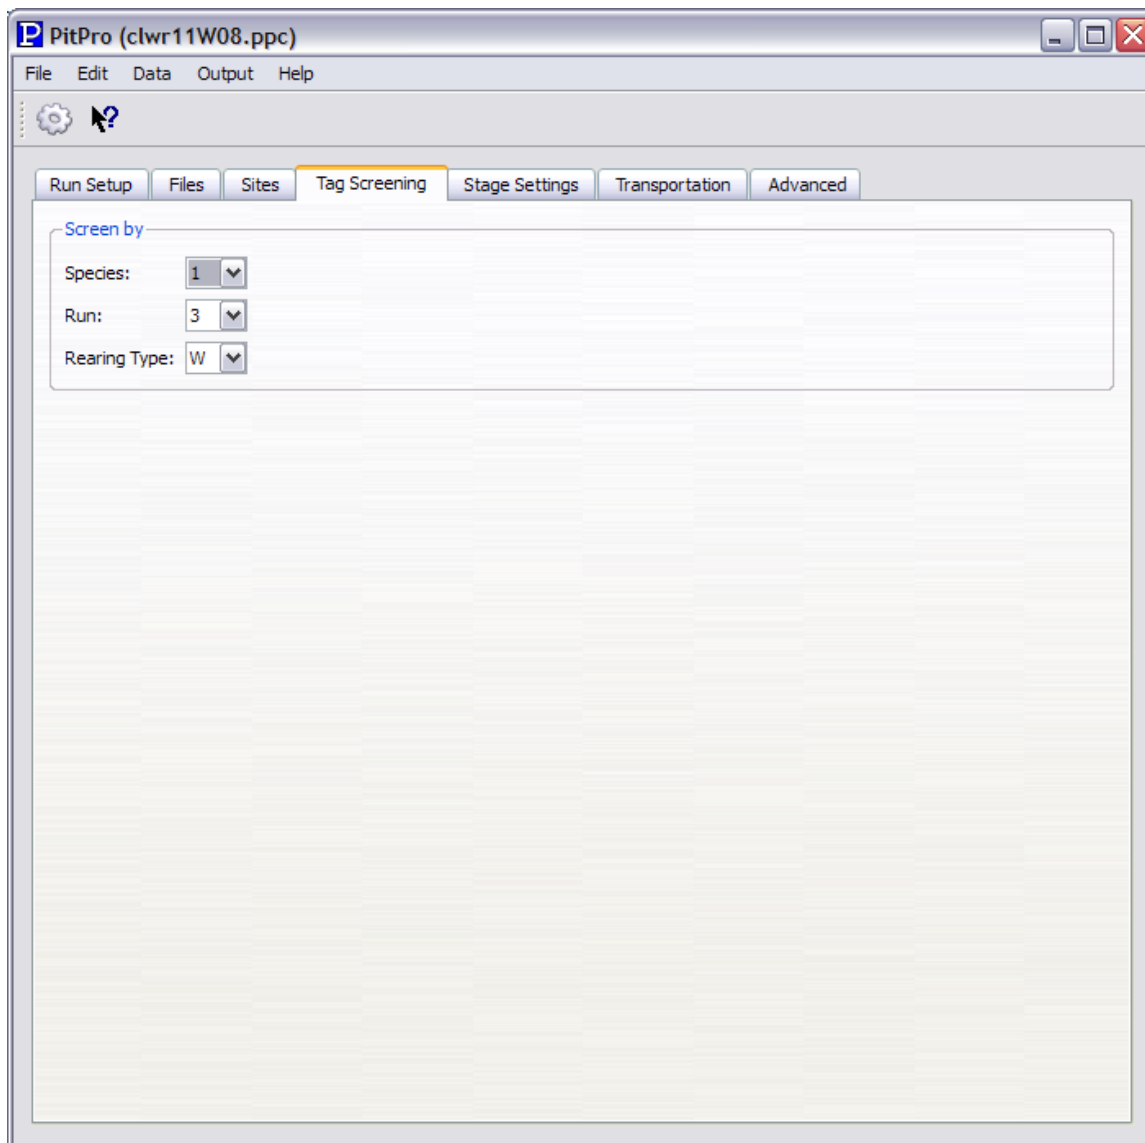 PitPro (clwr11W08.ppc)
File Edit Data Output Help
Run Setup Files Sites Tag Screening Stage Settings Transportation Advanced
Screen by
Species: 1
Run: 3
Rearing Type: W